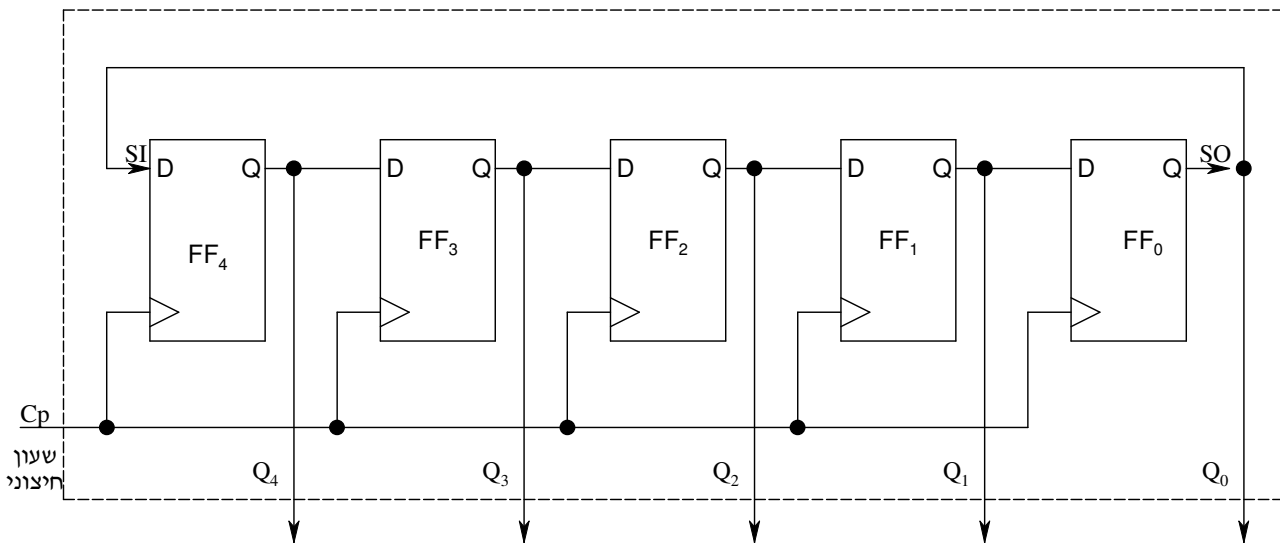 SI D Q D Q D Q D Q D Q SO
FF₄ FF₃ FF₂ FF₁ FF₀
Cp
שעון
חיצוני
Q₄ Q₃ Q₂ Q₁ Q₀